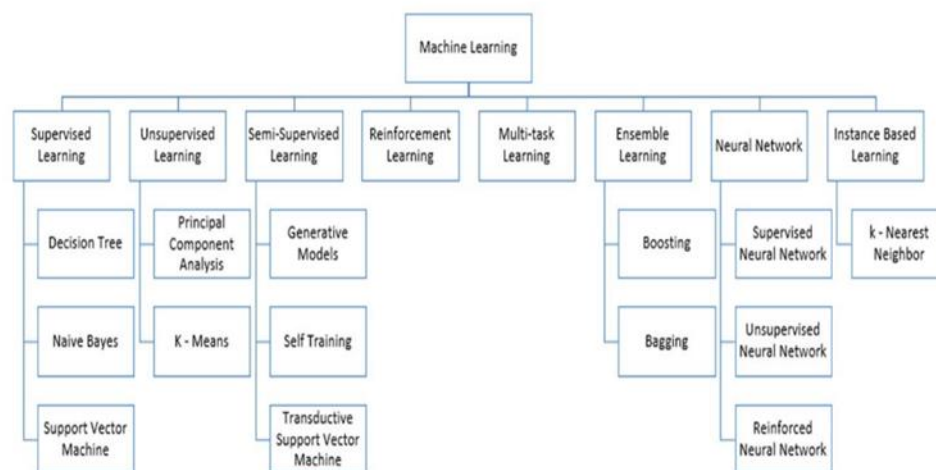 Machine Learning
Supervised
Learning
Unsupervised
Learning
Semi-Supervised
Learning
Reinforcement
Learning
Multi-task
Learning
Ensemble
Learning
Neural Network
Instance Based
Learning
Decision Tree
Principal
Component
Analysis
Generative
Models
Boosting
Supervised
Neural Network
k - Nearest
Neighbor
Naive Bayes
K - Means
Self Training
Bagging
Unsupervised
Neural Network
Support Vector
Machine
Transductive
Support Vector
Machine
Reinforced
Neural Network